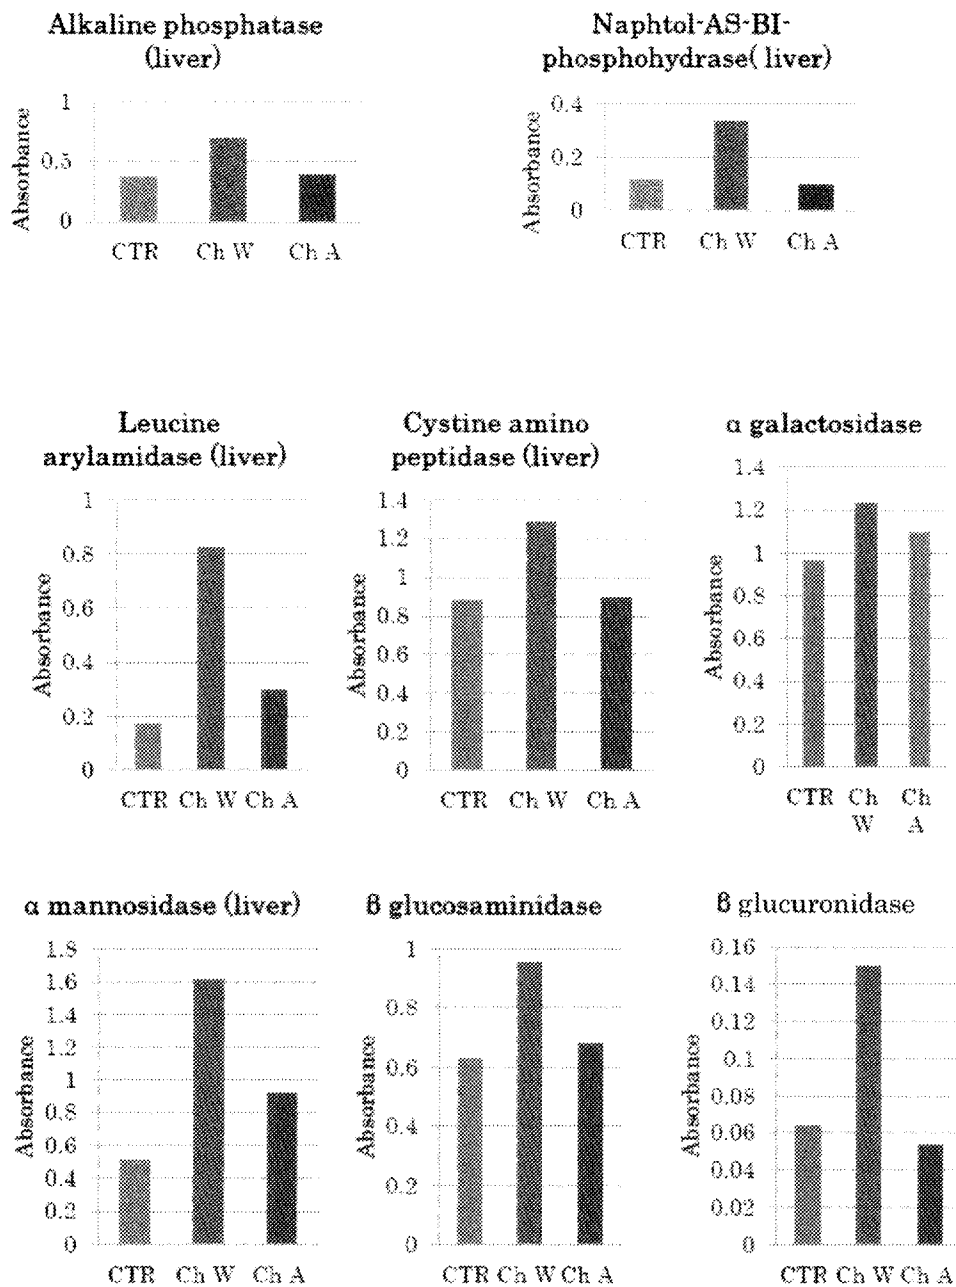 Alkaline phosphatase
(liver)
Absorbance
1
0.5
0
CTR Ch W Ch A
Naphtol-AS-BI-
phosphohydrase( liver)
Absorbance
0.4
0.2
0
CTR Ch W Ch A
Leucine
arylamidase (liver)
Absorbance
1
0.8
0.6
0.4
0.2
0
CTR Ch W Ch A
Cystine amino
peptidase (liver)
Absorbance
1.4
1.2
1
0.8
0.6
0.4
0.2
0
CTR Ch W Ch A
α galactosidase
Absorbance
1.4
1.2
1
0.8
0.6
0.4
0.2
0
CTR Ch Ch
W A
α mannosidase (liver)
Absorbance
1.8
1.6
1.4
1.2
1
0.8
0.6
0.4
0.2
0
CTR Ch W Ch A
β glucosaminidase
Absorbance
1
0.8
0.6
0.4
0.2
0
CTR Ch W Ch A
β glucuronidase
Absorbance
0.16
0.14
0.12
0.1
0.08
0.06
0.04
0.02
0
CTR Ch W Ch A